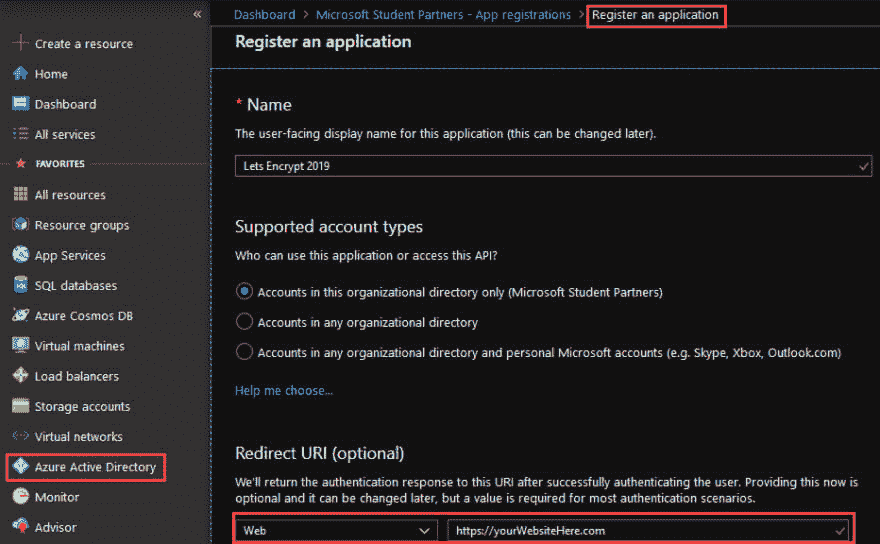 «
Create a resource
Home
Dashboard
All services
FAVORITES
All resources
Resource groups
App Services
SQL databases
Azure Cosmos DB
Virtual machines
Load balancers
Storage accounts
Virtual networks
Azure Active Directory
Monitor
Advisor
Dashboard > Microsoft Student Partners - App registrations > Register an application
Register an application
* Name
The user-facing display name for this application (this can be changed later).
Lets Encrypt 2019
Supported account types
Who can use this application or access this API?
Accounts in this organizational directory only (Microsoft Student Partners)
Accounts in any organizational directory
Accounts in any organizational directory and personal Microsoft accounts (e.g. Skype, Xbox, Outlook.com)
Help me choose...
Redirect URI (optional)
We'll return the authentication response to this URI after successfully authenticating the user. Providing this now is
optional and it can be changed later, but a value is required for most authentication scenarios.
Web https://yourWebsiteHere.com